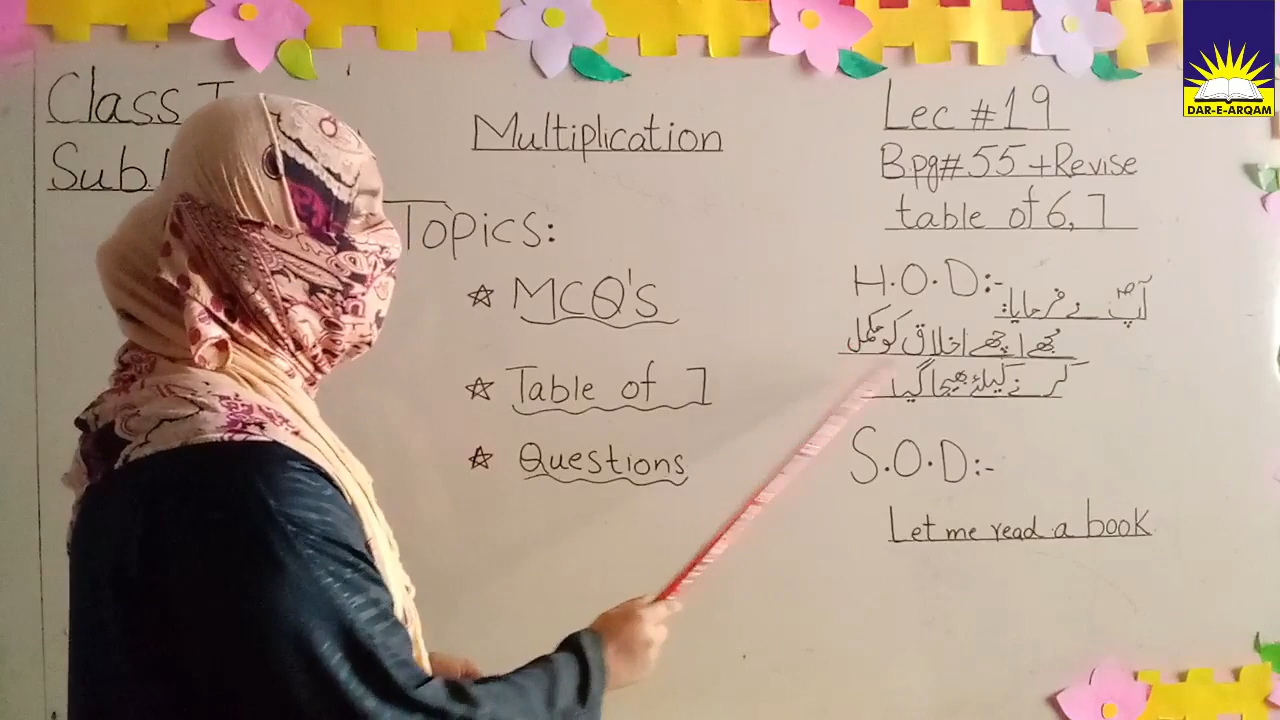 Class I
Sub.
Multiplication
Topics:
☆ MCQ's
☆ Table of 7
☆ Questions
Lec #19
B pg#55 +Revise
table of 6, 7
H.O.D:-
آپؐ نے فرمایا:
مجھے اچھے اخلاق کو مکمل
کرنے کیلئے بھیجا گیا
S.O.D:-
Let me read a book
DAR-E-ARQAM